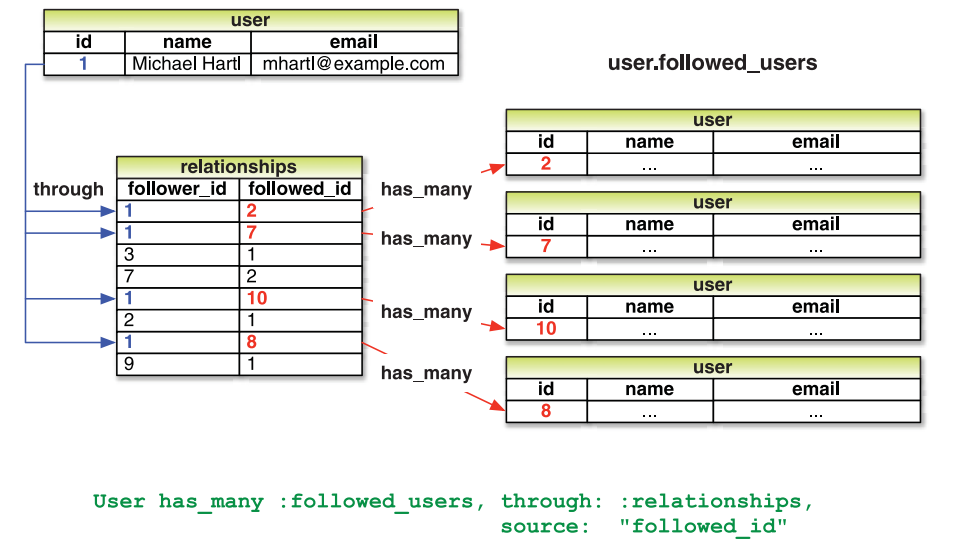 user
id name email
1 Michael Hartl mhartl@example.com
user.followed_users
relationships
through follower_id followed_id
1 2
1 7
3 1
7 2
1 10
2 1
1 8
9 1
has_many
has_many
has_many
has_many
user
id name email
2 ... ...
user
id name email
7 ... ...
user
id name email
10 ... ...
user
id name email
8 ... ...
User has_many :followed_users, through: :relationships,
source: "followed_id"